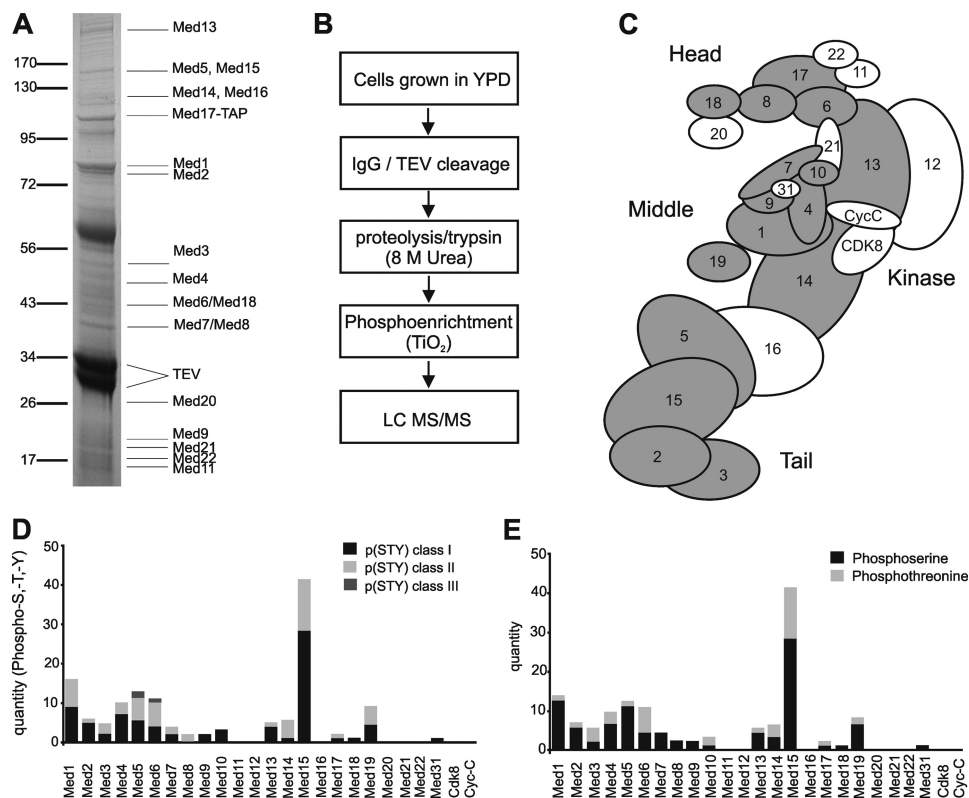 A
B
C
170
130
95
72
56
43
34
26
17
Med13
Med5, Med15
Med14, Med16
Med17-TAP
Med1
Med2
Med3
Med4
Med6/Med18
Med7/Med8
TEV
Med20
Med9
Med21
Med22
Med11
Cells grown in YPD
IgG / TEV cleavage
proteolysis/trypsin
(8 M Urea)
Phosphoenrichtment
(TiO2)
LC MS/MS
Head
Middle
Kinase
Tail
22
11
17
18
8
6
20
21
7
10
13
12
31
9
4
CycC
1
CDK8
19
14
5
16
15
2
3
D
quantity (Phospho-S,-T,-Y)
50
40
30
20
10
0
p(STY) class I
p(STY) class II
p(STY) class III
Med1
Med2
Med3
Med4
Med5
Med6
Med7
Med8
Med9
Med10
Med11
Med12
Med13
Med14
Med15
Med16
Med17
Med18
Med19
Med20
Med21
Med22
Med31
Cdk8
Cyc-C
E
quantity
50
40
30
20
10
0
Phosphoserine
Phosphothreonine
Med1
Med2
Med3
Med4
Med5
Med6
Med7
Med8
Med9
Med10
Med11
Med12
Med13
Med14
Med15
Med16
Med17
Med18
Med19
Med20
Med21
Med22
Med31
Cdk8
Cyc-C